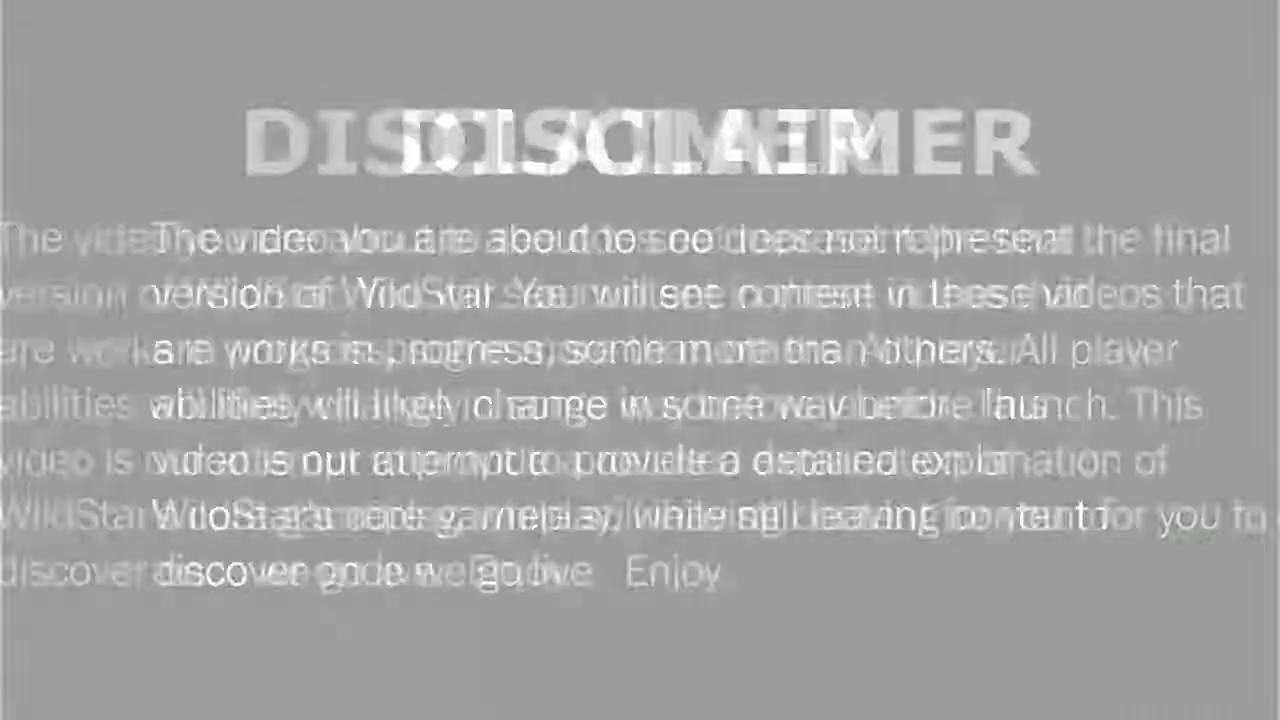 DISCLAIMER
The video you are about to see does not represent the final
version of WildStar. You will see content in these videos that
are works in progress, some more than others. All player
abilities will likely change in some way before launch. This
video is our attempt to provide a detailed explanation of
WildStar's core gameplay, while still leaving content for you to
discover once we go live. Enjoy